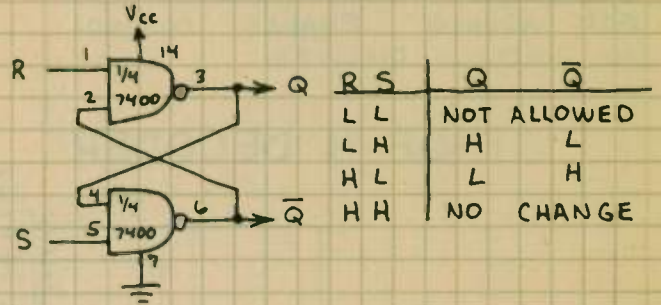 Vcc
14
R 1 1/4 3 Q
2 7400
4 1/4 6 Q̅
S 5 7400
7
R S Q Q̅
L L NOT ALLOWED
L H H L
H L L H
H H NO CHANGE